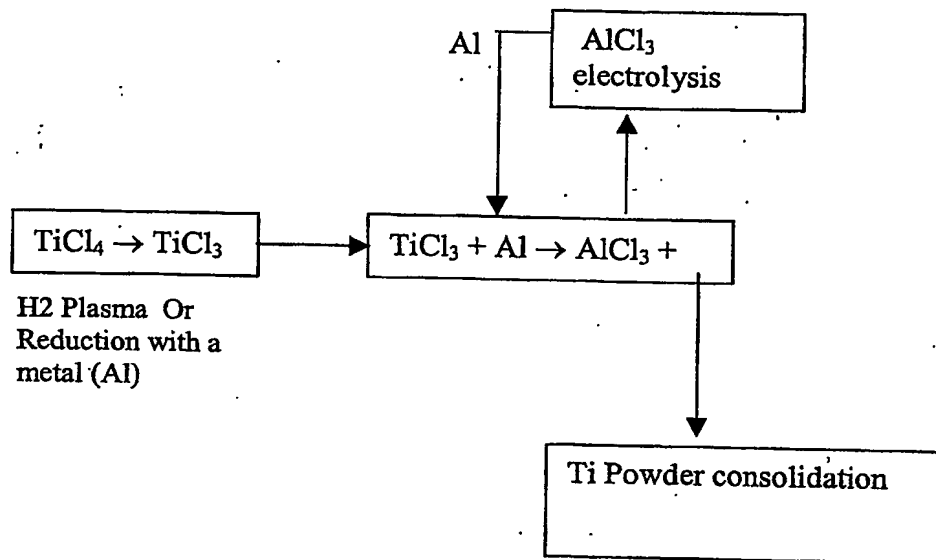 Al
AlCl₃
electrolysis
TiCl₄ → TiCl₃
TiCl₃ + Al → AlCl₃ +
H2 Plasma Or
Reduction with a
metal (Al)
Ti Powder consolidation